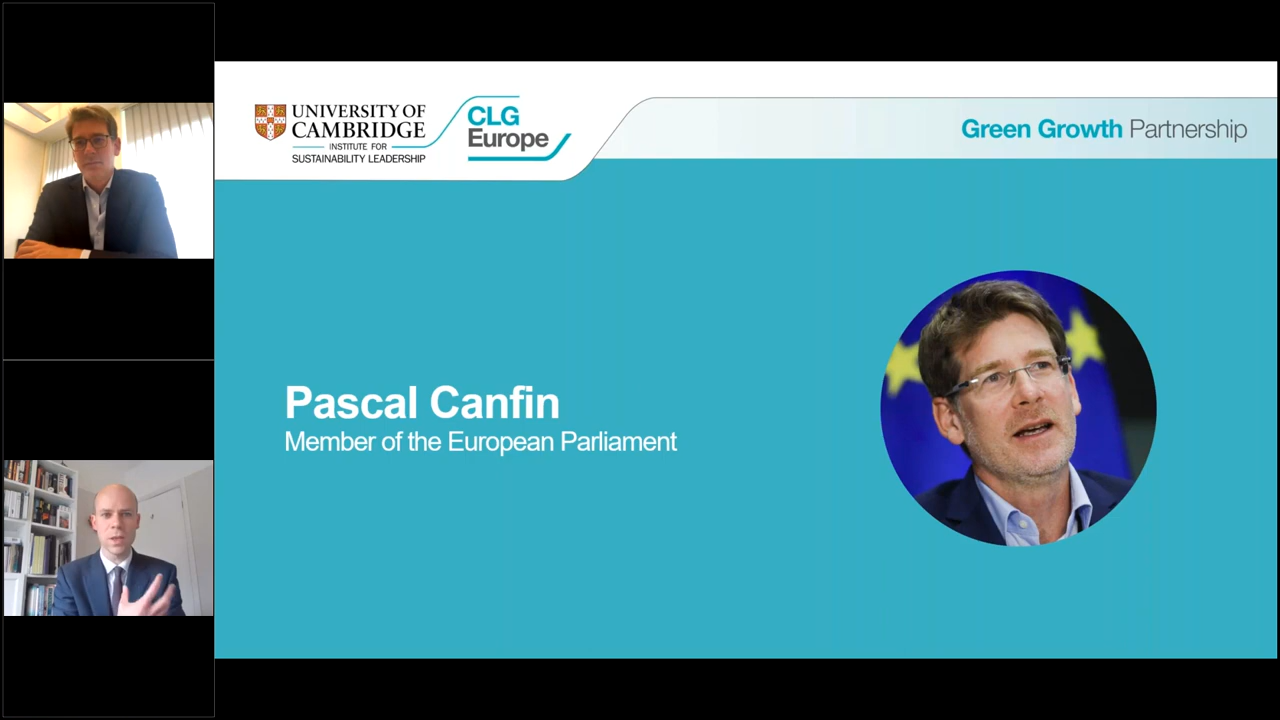 UNIVERSITY OF
CAMBRIDGE
INSTITUTE FOR
SUSTAINABILITY LEADERSHIP
CLG
Europe
Green Growth Partnership
Pascal Canfin
Member of the European Parliament